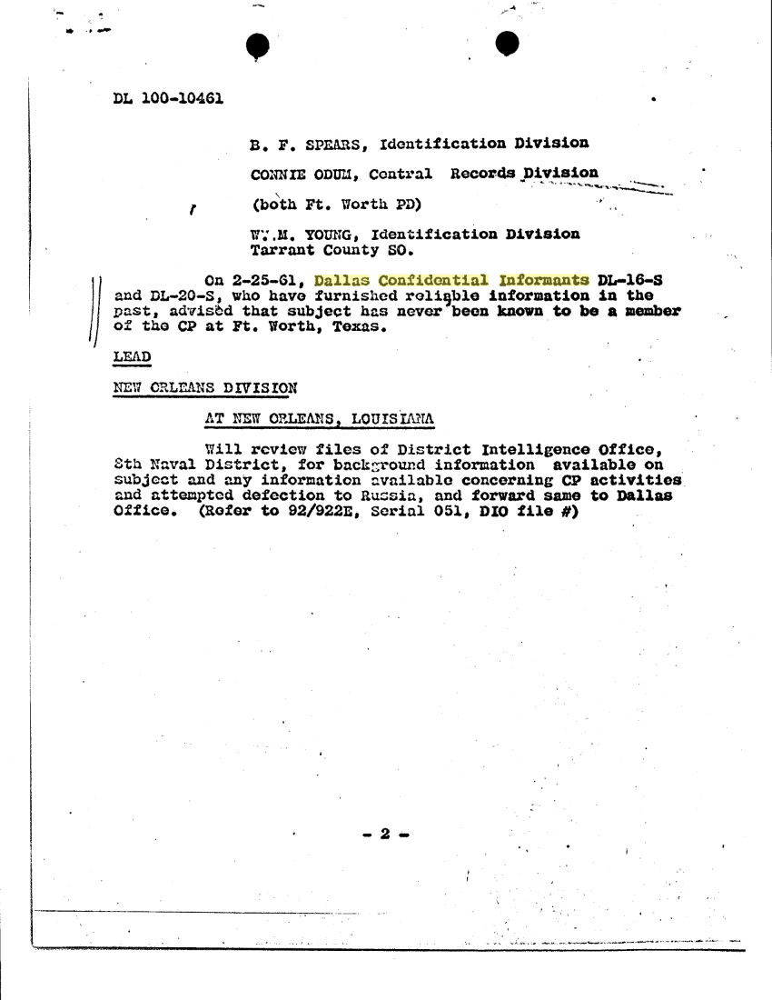 DL 100-10461
B. F. SPEARS, Identification Division
CONNIE ODUM, Central Records Division
(both Ft. Worth PD)
W.M. YOUNG, Identification Division
Tarrant County SO.
On 2-25-61, Dallas Confidential Informants DL-16-S
and DL-20-S, who have furnished reliable information in the
past, advised that subject has never been known to be a member
of the CP at Ft. Worth, Texas.
LEAD
NEW ORLEANS DIVISION
AT NEW ORLEANS, LOUISIANA
Will review files of District Intelligence Office,
8th Naval District, for background information available on
subject and any information available concerning CP activities
and attempted defection to Russia, and forward same to Dallas
Office. (Refer to 92/922E, Serial 051, DIO file #)
- 2 -